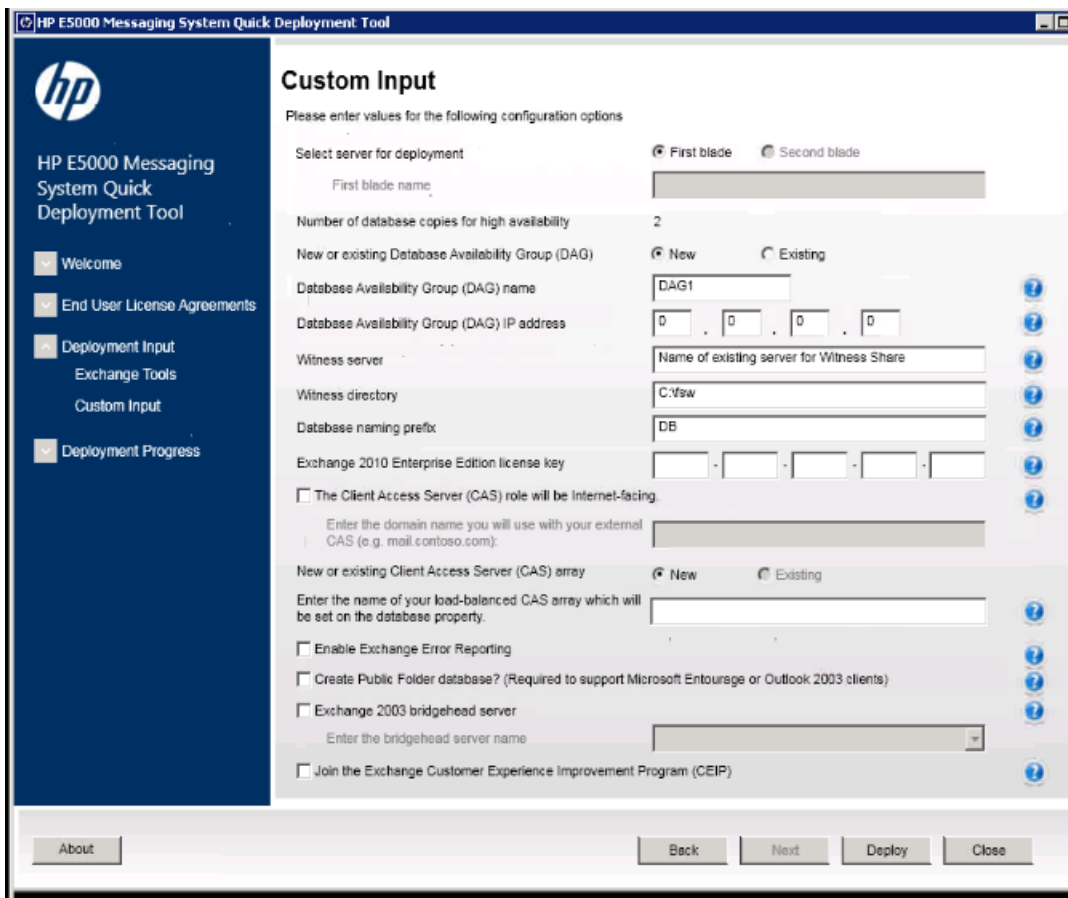 HP E5000 Messaging System Quick Deployment Tool
hp
HP E5000 Messaging
System Quick
Deployment Tool
Welcome
End User License Agreements
Deployment Input
Exchange Tools
Custom Input
Deployment Progress
Custom Input
Please enter values for the following configuration options
Select server for deployment First blade Second blade
First blade name
Number of database copies for high availability 2
New or existing Database Availability Group (DAG) New Existing
Database Availability Group (DAG) name DAG1
Database Availability Group (DAG) IP address 0 . 0 . 0 . 0
Witness server Name of existing server for Witness Share
Witness directory C:\fsw
Database naming prefix DB
Exchange 2010 Enterprise Edition license key - - - -
The Client Access Server (CAS) role will be Internet-facing.
Enter the domain name you will use with your external
CAS (e.g. mail.contoso.com):
New or existing Client Access Server (CAS) array New Existing
Enter the name of your load-balanced CAS array which will
be set on the database property.
Enable Exchange Error Reporting
Create Public Folder database? (Required to support Microsoft Entourage or Outlook 2003 clients)
Exchange 2003 bridgehead server
Enter the bridgehead server name
Join the Exchange Customer Experience Improvement Program (CEIP)
About Back Next Deploy Close